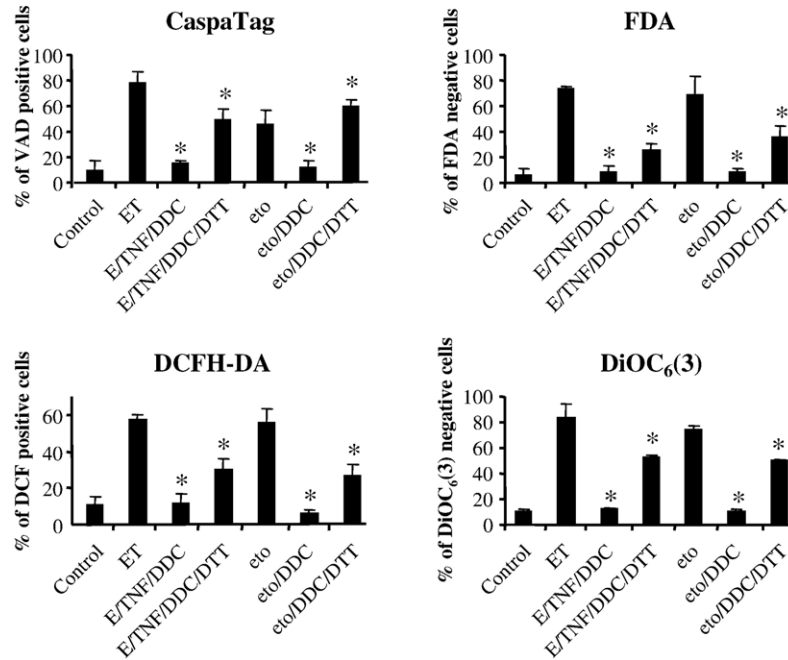 CaspaTag
% of VAD positive cells
100
80
60
40
20
0
*
*
*
*
Control
ET
E/TNF/DDC
E/TNF/DDC/DTT
eto
eto/DDC
eto/DDC/DTT
FDA
% of FDA negative cells
100
80
60
40
20
0
*
*
*
*
Control
ET
E/TNF/DDC
E/TNF/DDC/DTT
eto
eto/DDC
eto/DDC/DTT
DCFH-DA
% of DCF positive cells
60
40
20
0
*
*
*
*
Control
ET
E/TNF/DDC
E/TNF/DDC/DTT
eto
eto/DDC
eto/DDC/DTT
DiOC₆(3)
% of DiOC₆(3) negative cells
100
80
60
40
20
0
*
*
*
*
Control
ET
E/TNF/DDC
E/TNF/DDC/DTT
eto
eto/DDC
eto/DDC/DTT